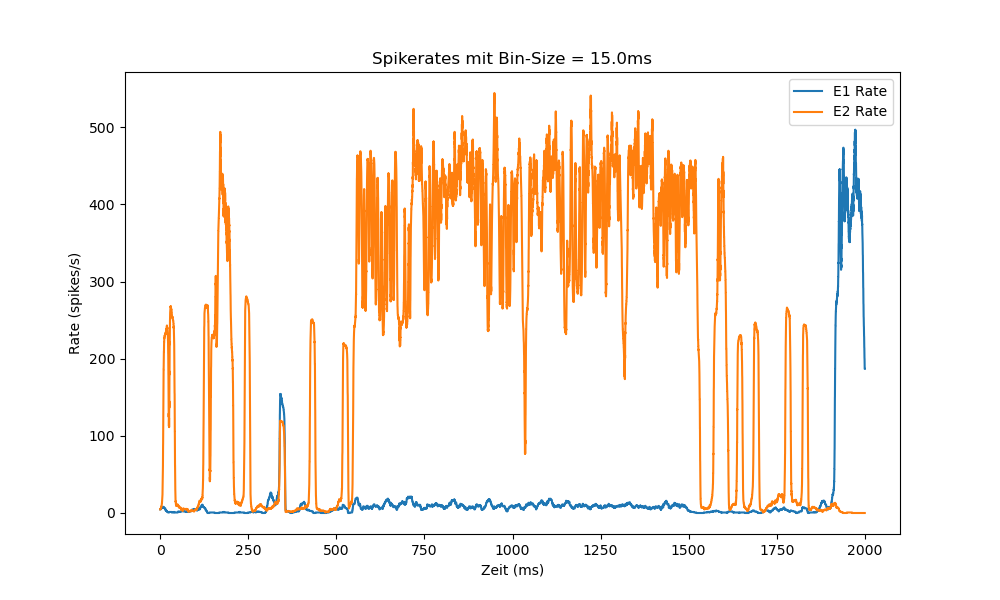 Spikerates mit Bin-Size = 15.0ms
E1 Rate
E2 Rate
Rate (spikes/s)
500
400
300
200
100
0
0 250 500 750 1000 1250 1500 1750 2000
Zeit (ms)